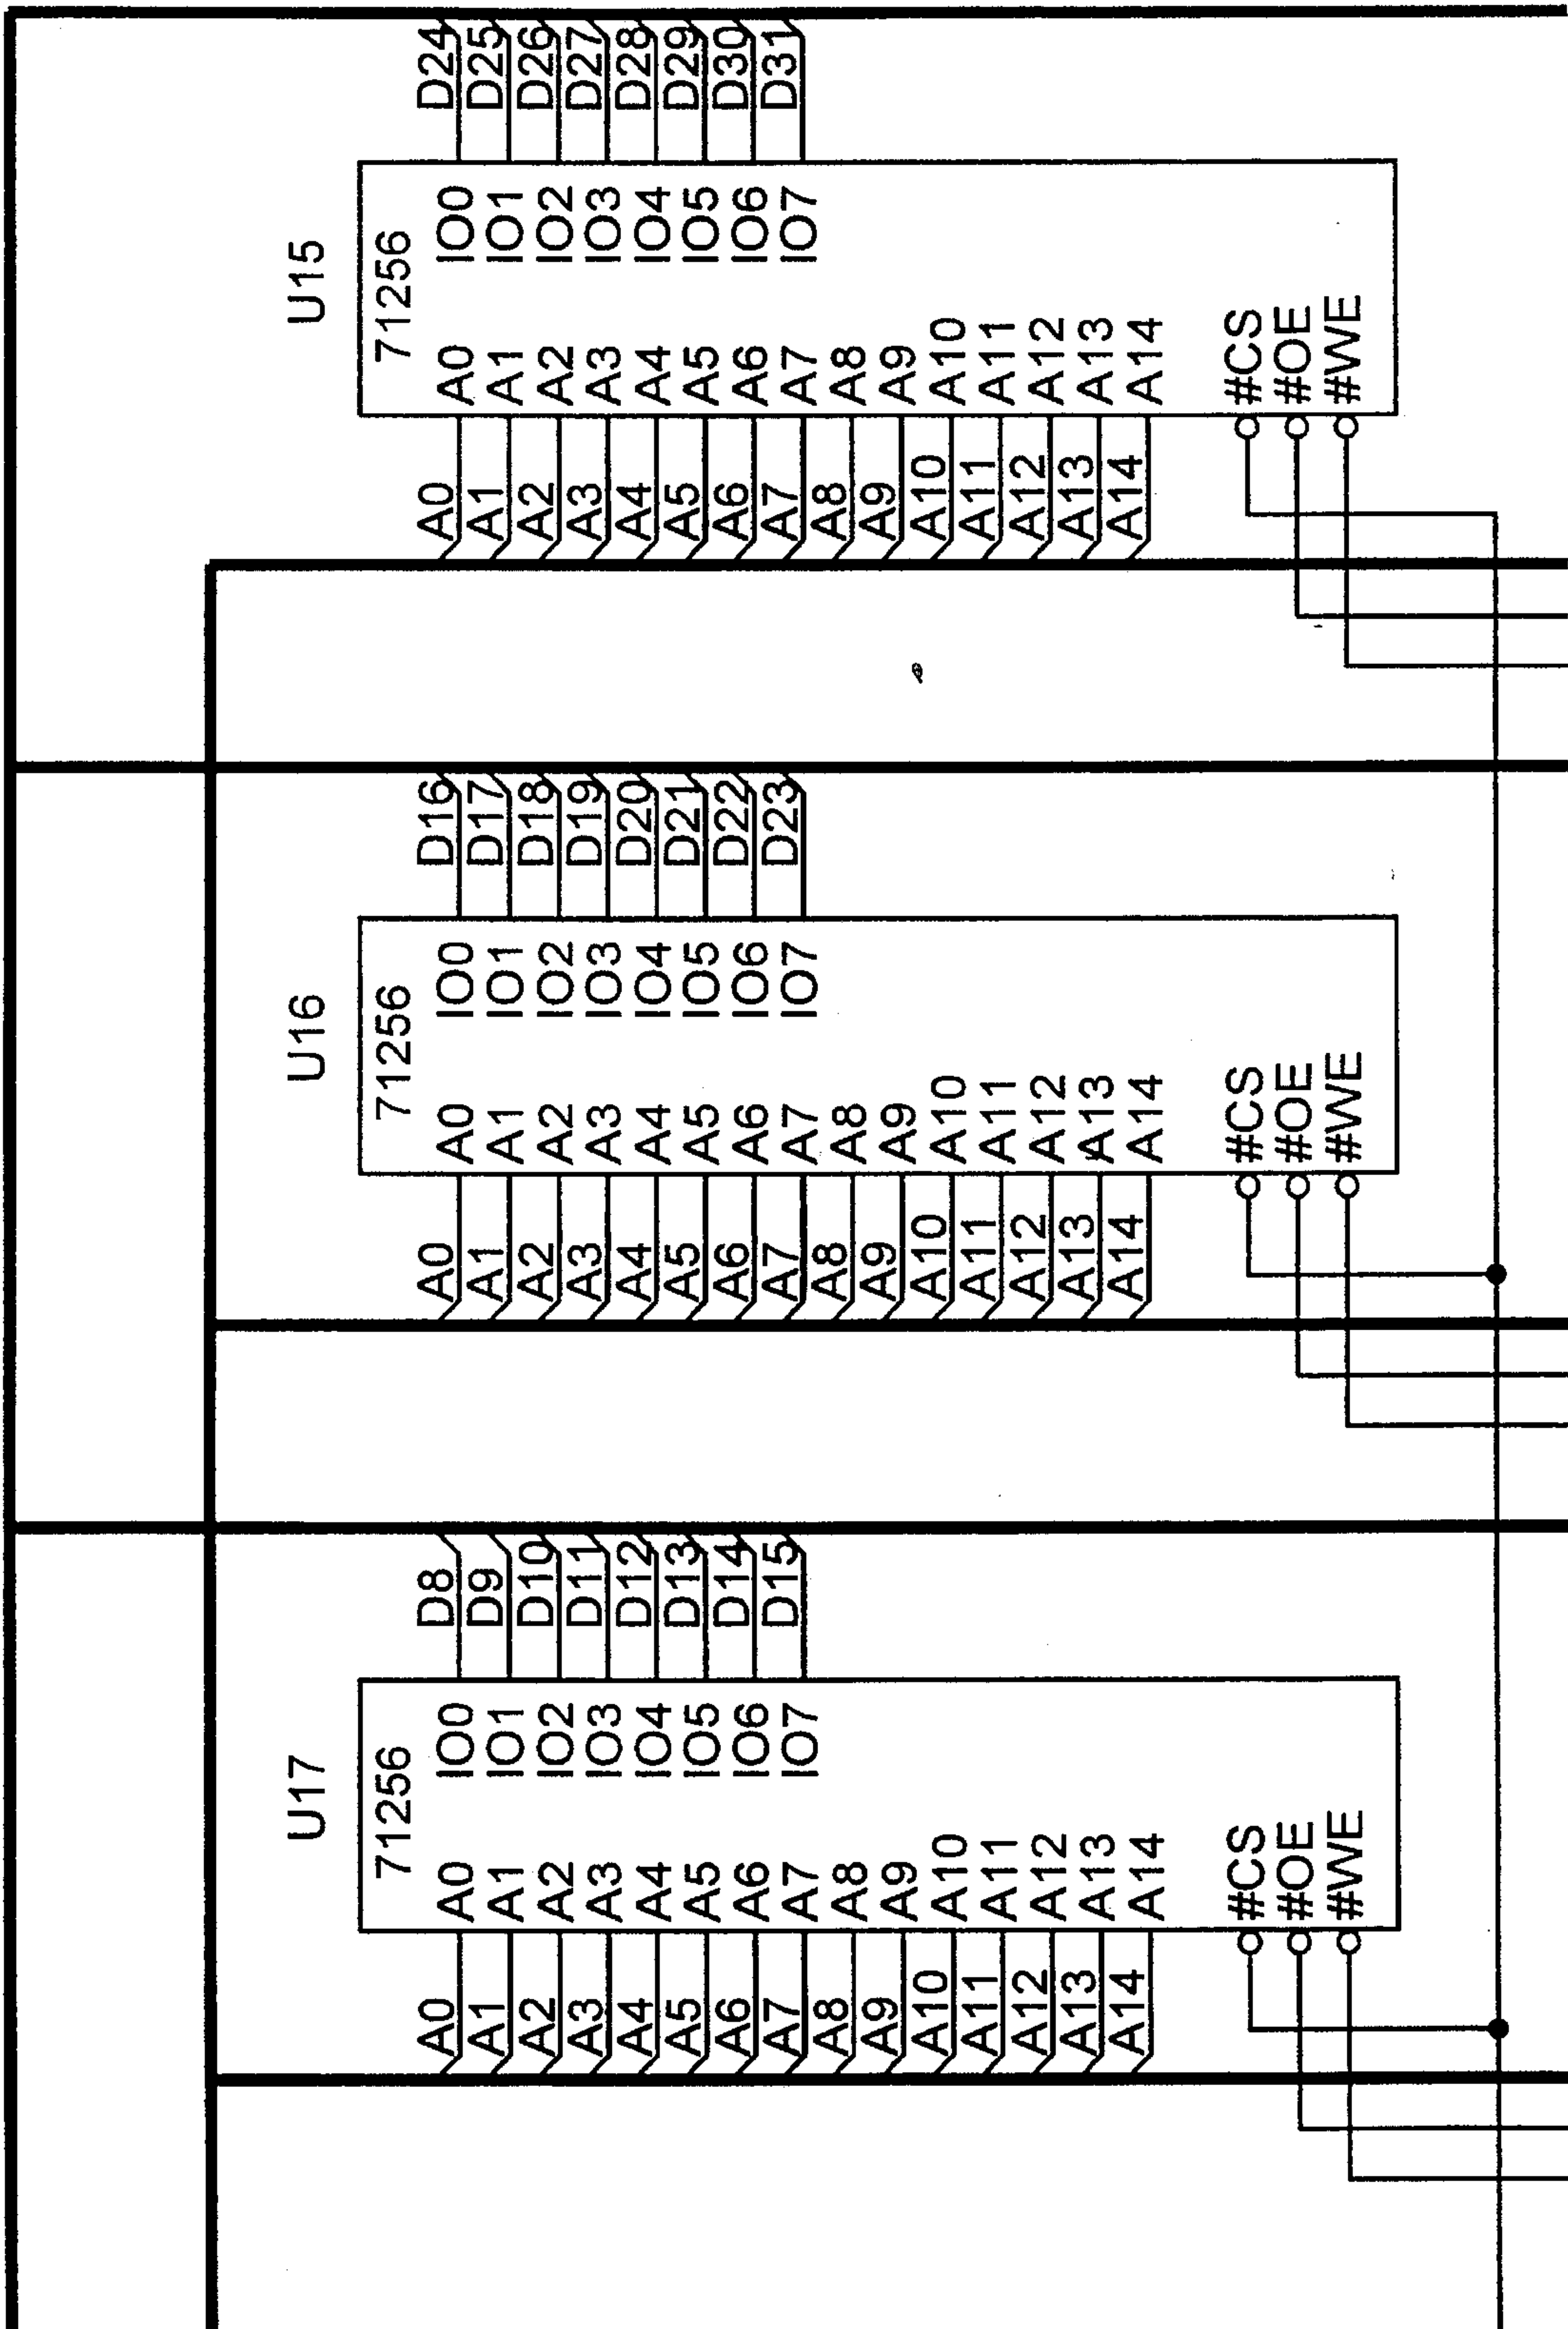 U17
71256
A0 A0 IO0 D8
A1 A1 IO1 D9
A2 A2 IO2 D10
A3 A3 IO3 D11
A4 A4 IO4 D12
A5 A5 IO5 D13
A6 A6 IO6 D14
A7 A7 IO7 D15
A8 A8
A9 A9
A10 A10
A11 A11
A12 A12
A13 A13
A14 A14
#CS
#OE
#WE
U16
71256
A0 A0 IO0 D16
A1 A1 IO1 D17
A2 A2 IO2 D18
A3 A3 IO3 D19
A4 A4 IO4 D20
A5 A5 IO5 D21
A6 A6 IO6 D22
A7 A7 IO7 D23
A8 A8
A9 A9
A10 A10
A11 A11
A12 A12
A13 A13
A14 A14
#CS
#OE
#WE
U15
71256
A0 A0 IO0 D24
A1 A1 IO1 D25
A2 A2 IO2 D26
A3 A3 IO3 D27
A4 A4 IO4 D28
A5 A5 IO5 D29
A6 A6 IO6 D30
A7 A7 IO7 D31
A8 A8
A9 A9
A10 A10
A11 A11
A12 A12
A13 A13
A14 A14
#CS
#OE
#WE